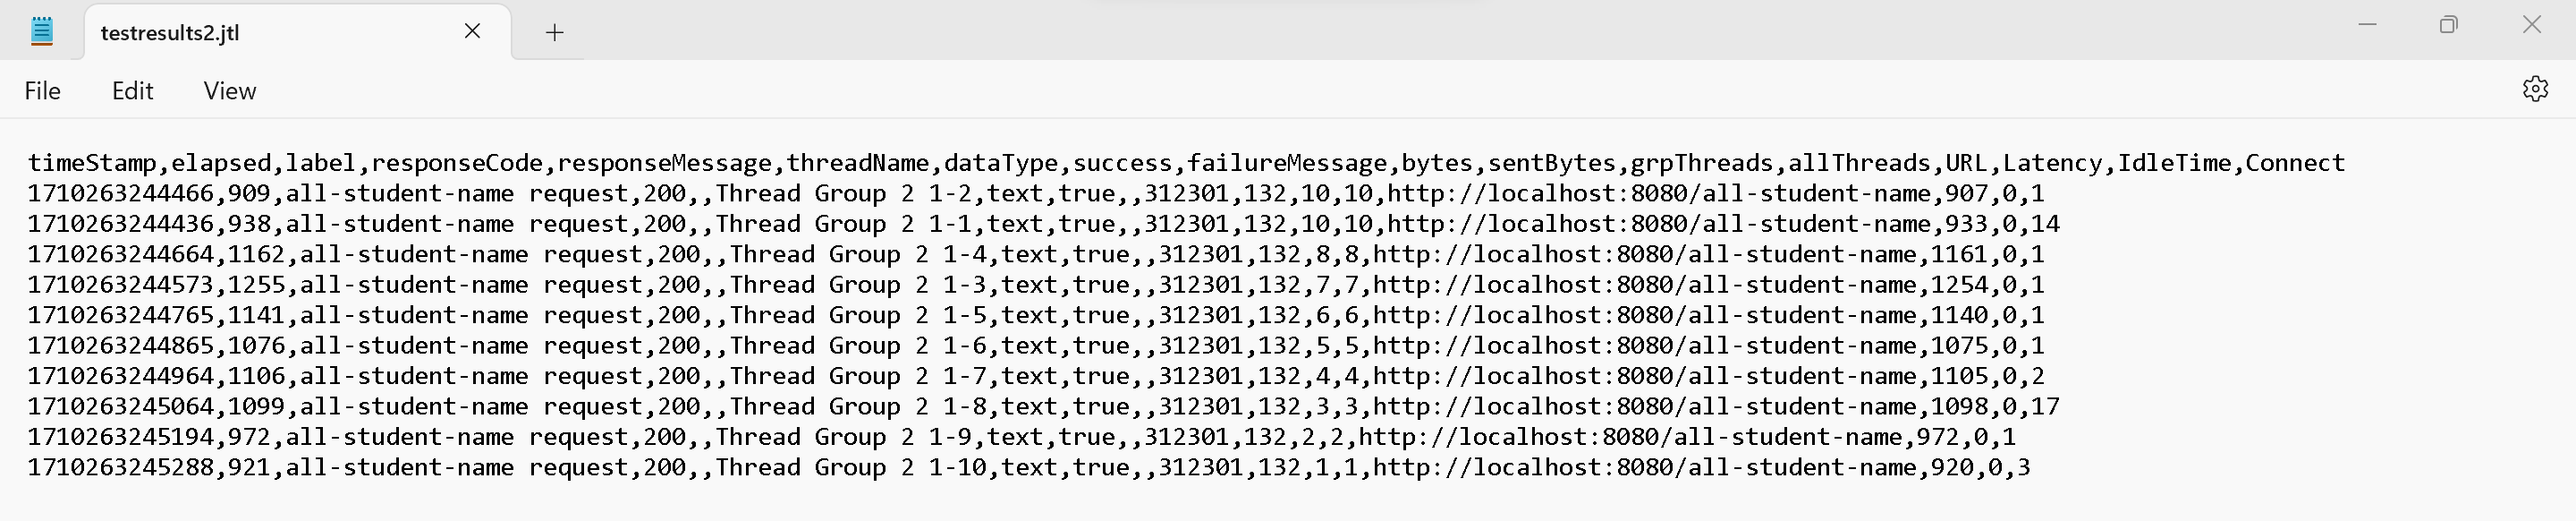 testresults2.jtl
File Edit View
timeStamp,elapsed,label,responseCode,responseMessage,threadName,dataType,success,failureMessage,bytes,sentBytes,grpThreads,allThreads,URL,Latency,IdleTime,Connect
1710263244466,909,all-student-name request,200,,Thread Group 2 1-2,text,true,,312301,132,10,10,http://localhost:8080/all-student-name,907,0,1
1710263244436,938,all-student-name request,200,,Thread Group 2 1-1,text,true,,312301,132,10,10,http://localhost:8080/all-student-name,933,0,14
1710263244664,1162,all-student-name request,200,,Thread Group 2 1-4,text,true,,312301,132,8,8,http://localhost:8080/all-student-name,1161,0,1
1710263244573,1255,all-student-name request,200,,Thread Group 2 1-3,text,true,,312301,132,7,7,http://localhost:8080/all-student-name,1254,0,1
1710263244765,1141,all-student-name request,200,,Thread Group 2 1-5,text,true,,312301,132,6,6,http://localhost:8080/all-student-name,1140,0,1
1710263244865,1076,all-student-name request,200,,Thread Group 2 1-6,text,true,,312301,132,5,5,http://localhost:8080/all-student-name,1075,0,1
1710263244964,1106,all-student-name request,200,,Thread Group 2 1-7,text,true,,312301,132,4,4,http://localhost:8080/all-student-name,1105,0,2
1710263245064,1099,all-student-name request,200,,Thread Group 2 1-8,text,true,,312301,132,3,3,http://localhost:8080/all-student-name,1098,0,17
1710263245194,972,all-student-name request,200,,Thread Group 2 1-9,text,true,,312301,132,2,2,http://localhost:8080/all-student-name,972,0,1
1710263245288,921,all-student-name request,200,,Thread Group 2 1-10,text,true,,312301,132,1,1,http://localhost:8080/all-student-name,920,0,3